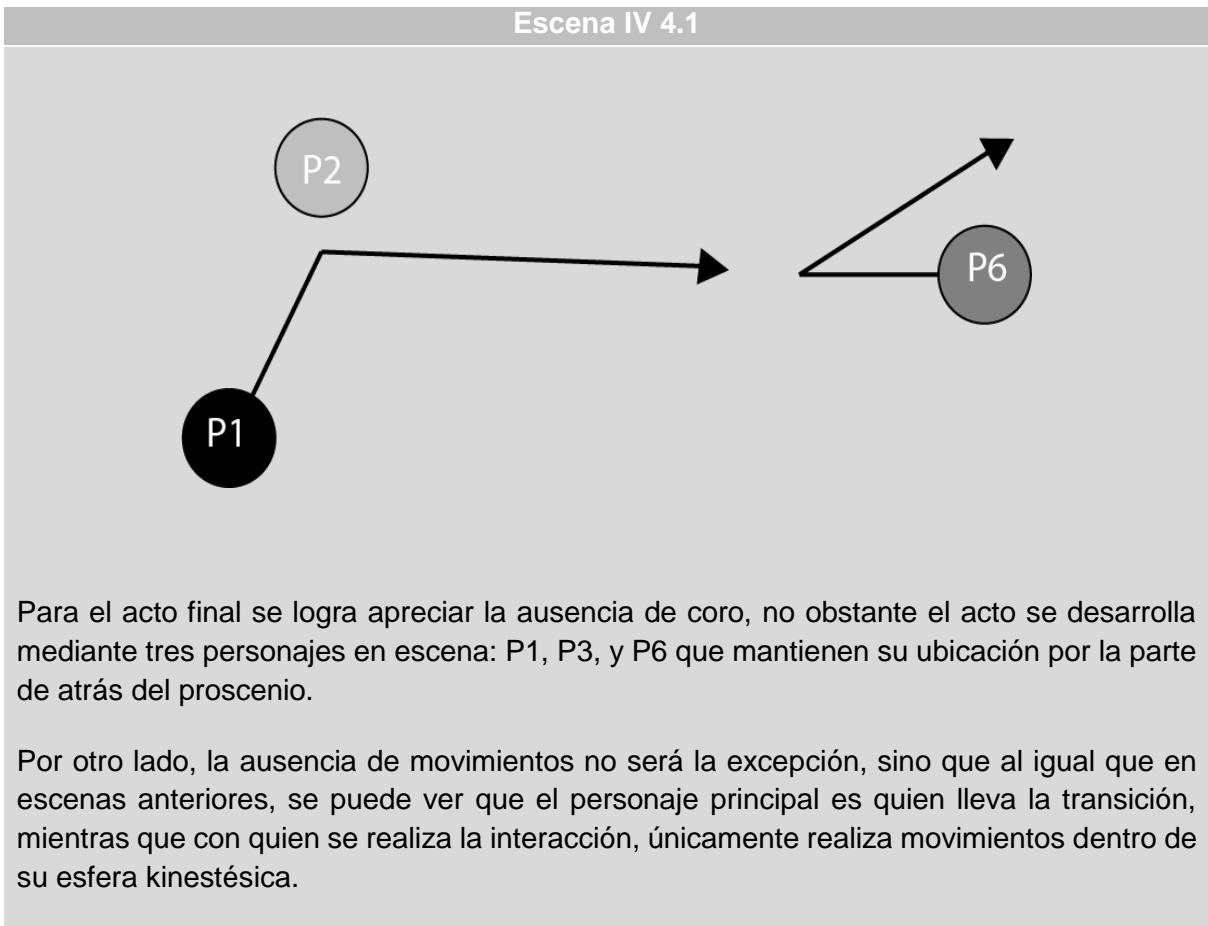 Escena IV 4.1
P2
P6
P1
Para el acto final se logra apreciar la ausencia de coro, no obstante el acto se desarrolla
mediante tres personajes en escena: P1, P3, y P6 que mantienen su ubicación por la parte
de atrás del proscenio.
Por otro lado, la ausencia de movimientos no será la excepción, sino que al igual que en
escenas anteriores, se puede ver que el personaje principal es quien lleva la transición,
mientras que con quien se realiza la interacción, únicamente realiza movimientos dentro de
su esfera kinestésica.